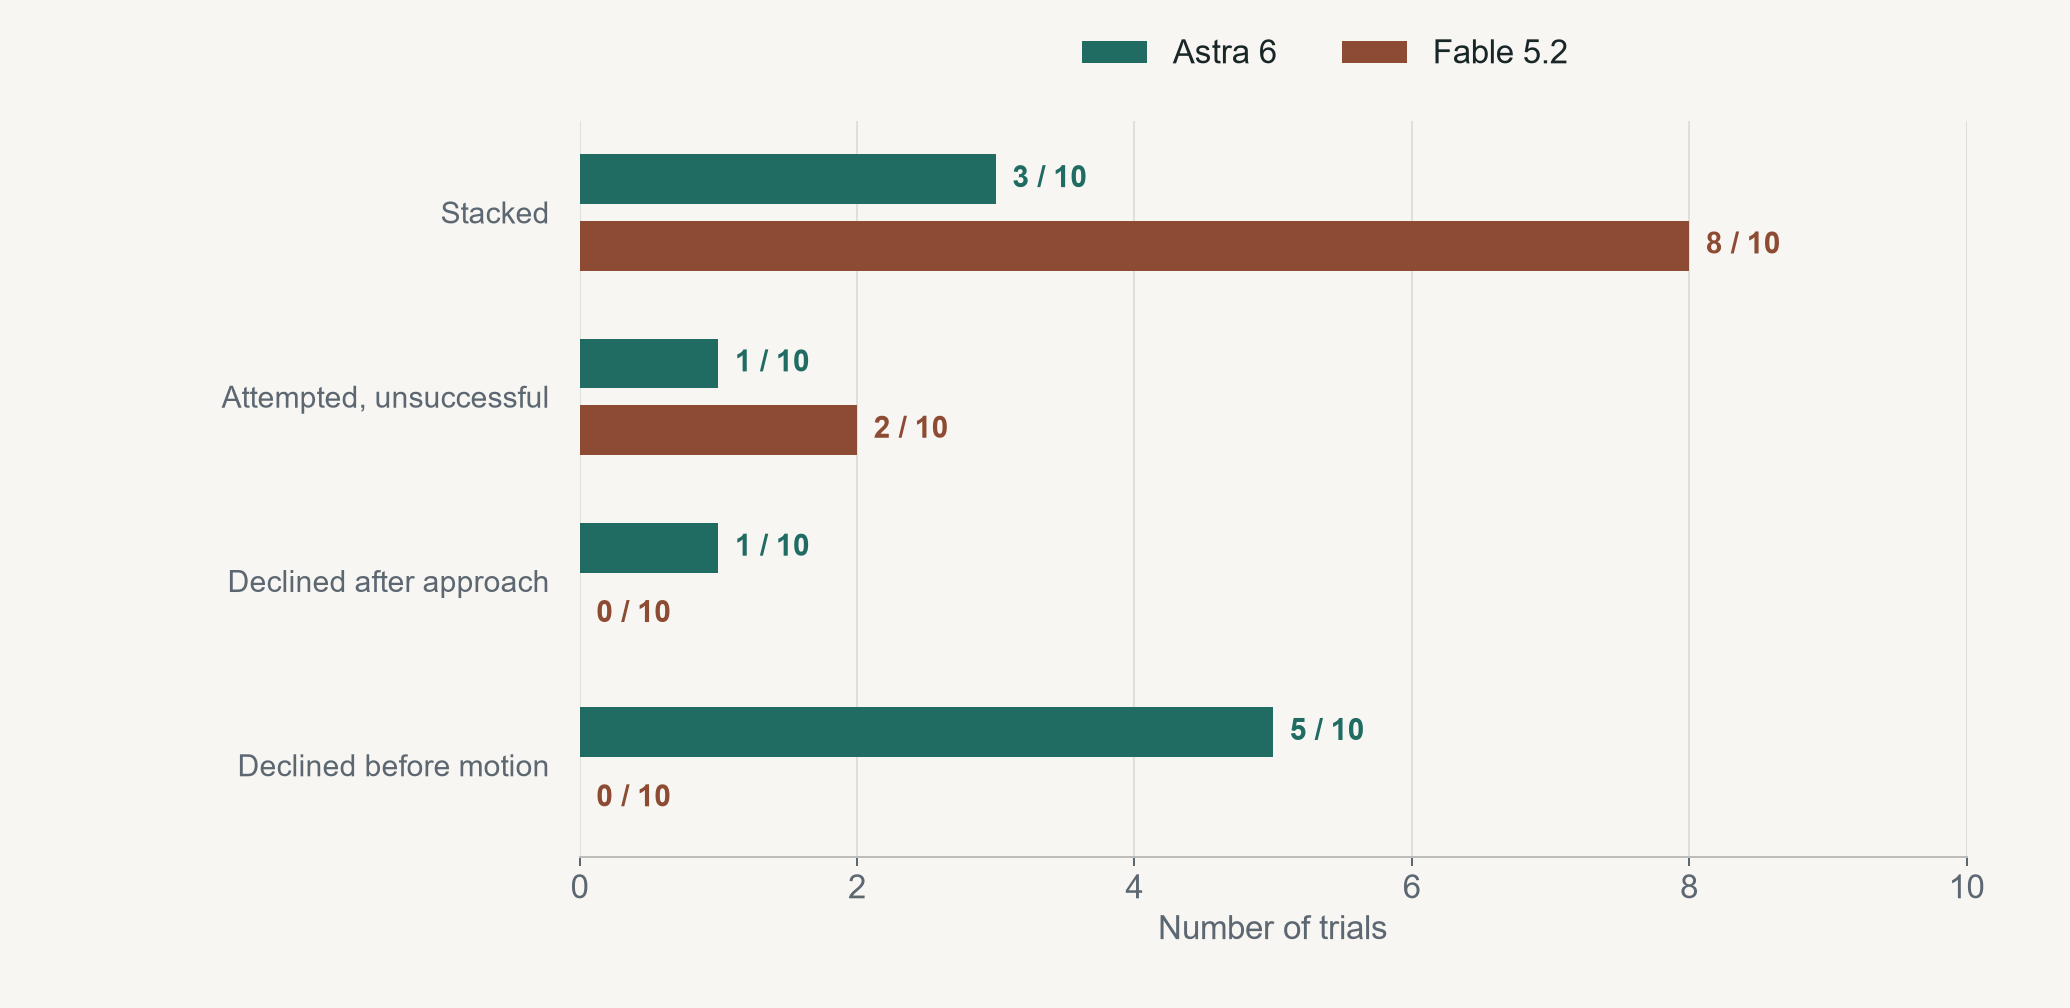 Astra 6
Fable 5.2
Stacked
3 / 10
8 / 10
Attempted, unsuccessful
1 / 10
2 / 10
Declined after approach
1 / 10
0 / 10
Declined before motion
5 / 10
0 / 10
0 2 4 6 8 10
Number of trials